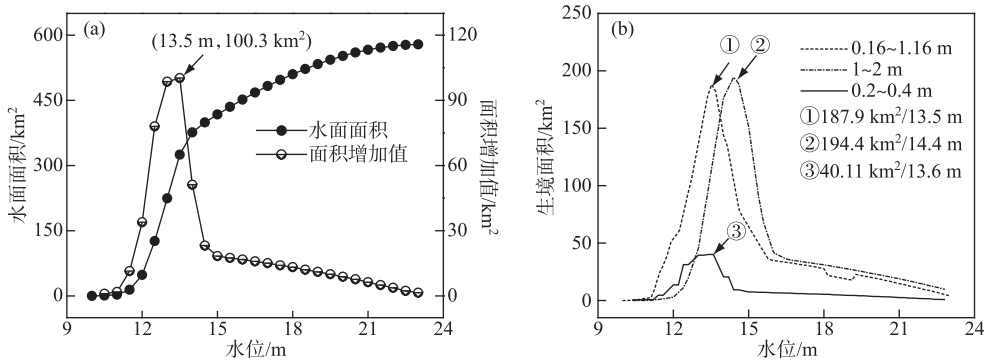 (a)
(13.5 m,100.3 km²)
水面面积/km²
600
450
300
150
0
水面面积
面积增加值
120
90
60
30
0
面积增加值/km²
9 12 15 18 21 24
水位/m
(b)
生境面积/km²
250
200
150
100
50
0
① ②
③
0.16~1.16 m
1~2 m
0.2~0.4 m
①187.9 km²/13.5 m
②194.4 km²/14.4 m
③40.11 km²/13.6 m
9 12 15 18 21 24
水位/m